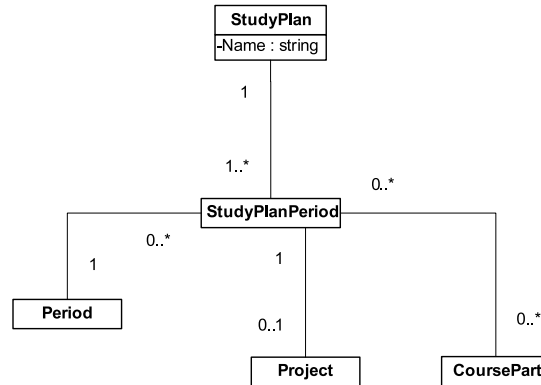 StudyPlan
-Name : string
1
1..*
0..*
StudyPlanPeriod
0..*
1
1
Period
0..1
0..*
Project
CoursePart